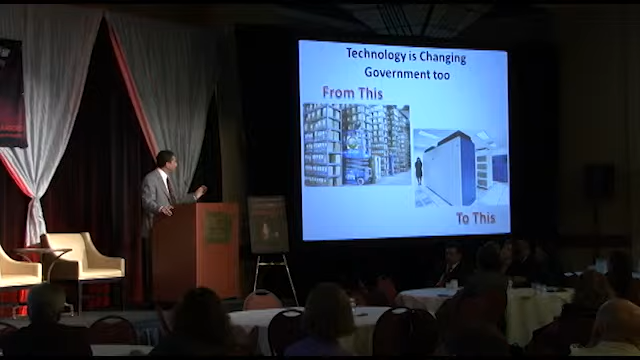 Technology is Changing
Government too
From This
To This